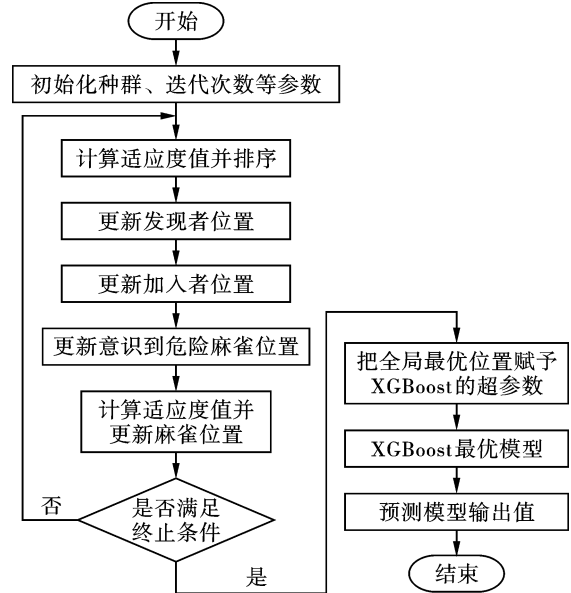 开始
初始化种群、迭代次数等参数
计算适应度值并排序
更新发现者位置
更新加入者位置
更新意识到危险麻雀位置
计算适应度值并
更新麻雀位置
是否满足
终止条件
否
是
把全局最优位置赋予
XGBoost的超参数
XGBoost最优模型
预测模型输出值
结束